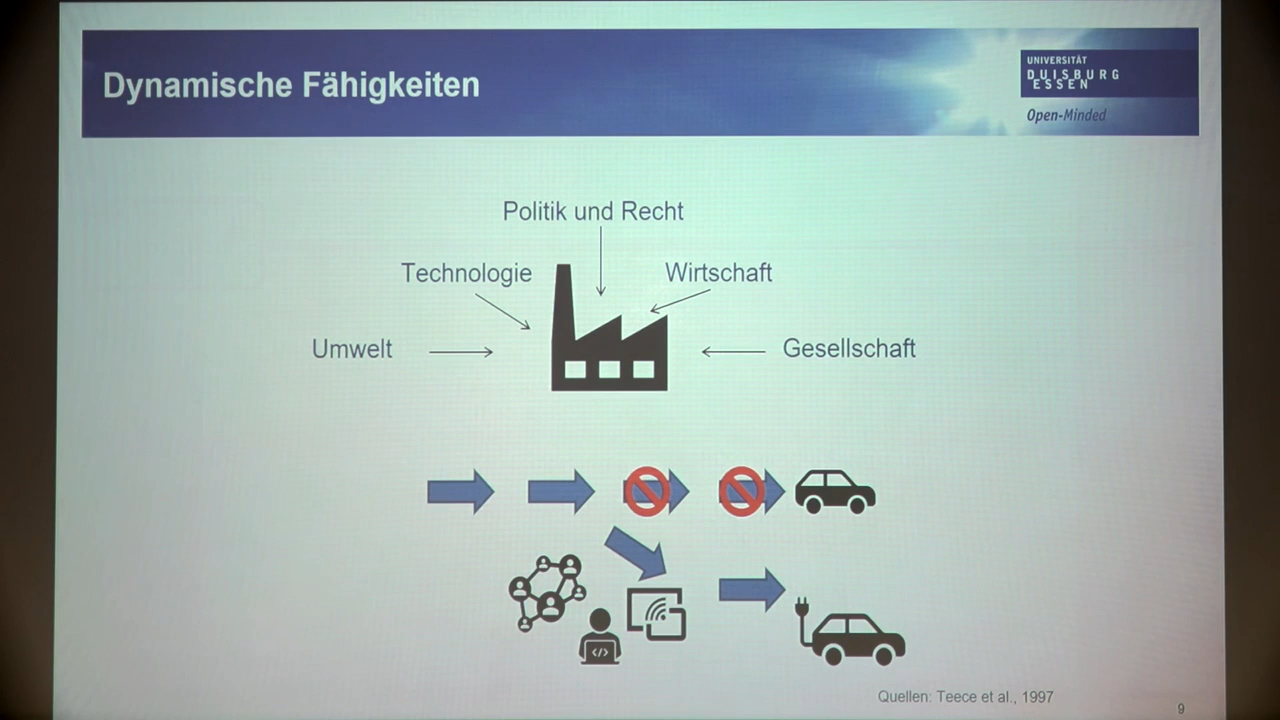 Dynamische Fähigkeiten
UNIVERSITÄT
DUISBURG
ESSEN
Open-Minded
Politik und Recht
Technologie
Wirtschaft
Umwelt
Gesellschaft
</>
Quellen: Teece et al., 1997
9